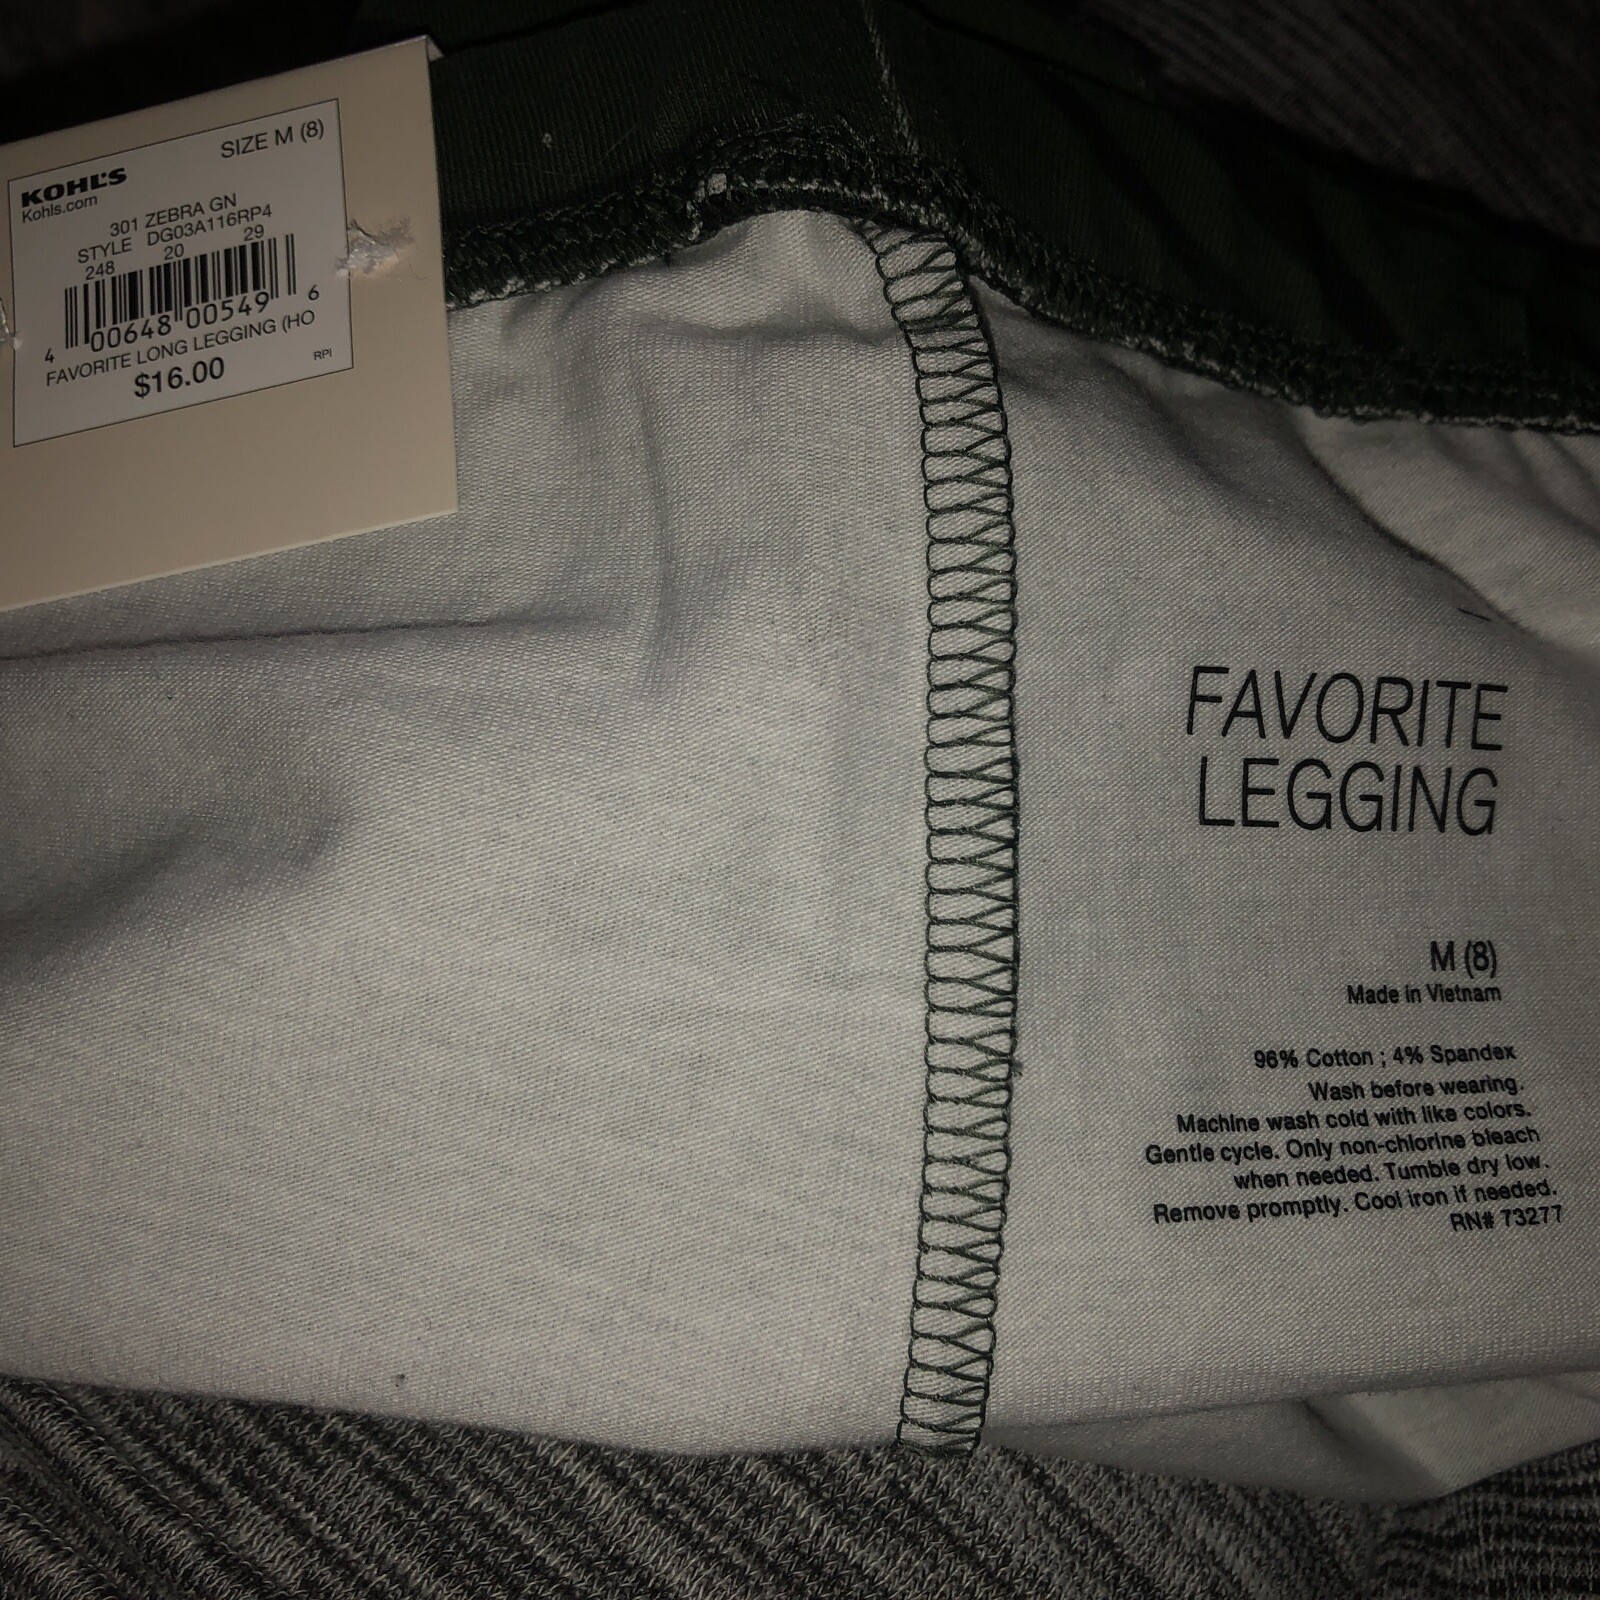 SIZE M (8)
KOHL'S
Kohls.com
301 ZEBRA GN
STYLE DG03A116RP4
248 20 29
4 00648 00549 6
FAVORITE LONG LEGGING (HO
$16.00
RPI
FAVORITE
LEGGING
M (8)
Made in Vietnam
96% Cotton ; 4% Spandex
Wash before wearing.
Machine wash cold with like colors.
Gentle cycle. Only non-chlorine bleach
when needed. Tumble dry low.
Remove promptly. Cool iron if needed.
RN# 73277